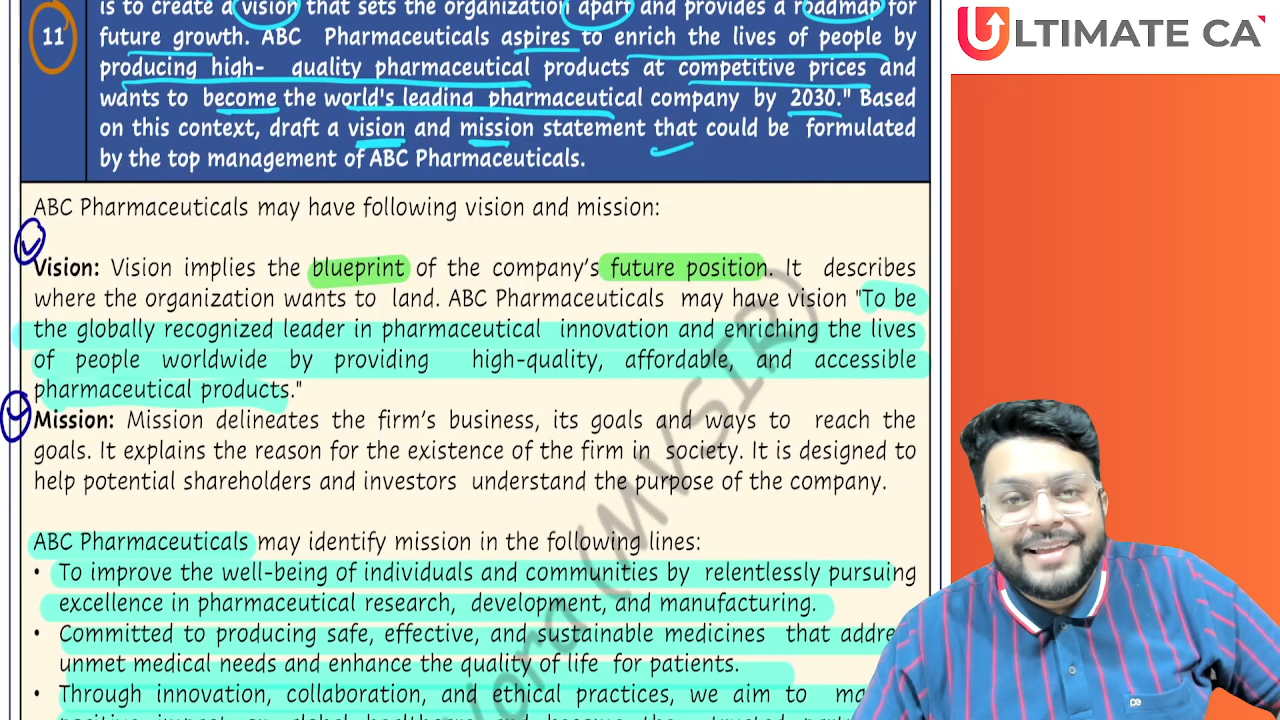 is to create a vision that sets the organization apart and provides a roadmap for
11
future growth. ABC Pharmaceuticals aspires to enrich the lives of people by
producing high- quality pharmaceutical products at competitive prices and
wants to become the world's leading pharmaceutical company by 2030." Based
on this context, draft a vision and mission statement that could be formulated
by the top management of ABC Pharmaceuticals.
ULTIMATE CA
ABC Pharmaceuticals may have following vision and mission:
Vision: Vision implies the blueprint of the company's future position. It describes
where the organization wants to land. ABC Pharmaceuticals may have vision "To be
the globally recognized leader in pharmaceutical innovation and enriching the lives
of people worldwide by providing high-quality, affordable, and accessible
pharmaceutical products."
Mission: Mission delineates the firm's business, its goals and ways to reach the
goals. It explains the reason for the existence of the firm in society. It is designed to
help potential shareholders and investors understand the purpose of the company.
ABC Pharmaceuticals may identify mission in the following lines:
• To improve the well-being of individuals and communities by relentlessly pursuing
excellence in pharmaceutical research, development, and manufacturing.
• Committed to producing safe, effective, and sustainable medicines that
unmet medical needs and enhance the quality of life for patients.
• Through innovation, collaboration, and ethical practices, we aim to
(MVSIR)